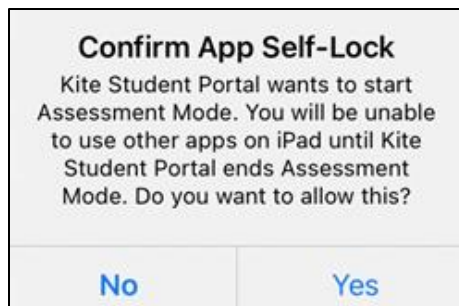 Confirm App Self-Lock
Kite Student Portal wants to start
Assessment Mode. You will be unable
to use other apps on iPad until Kite
Student Portal ends Assessment
Mode. Do you want to allow this?
No Yes